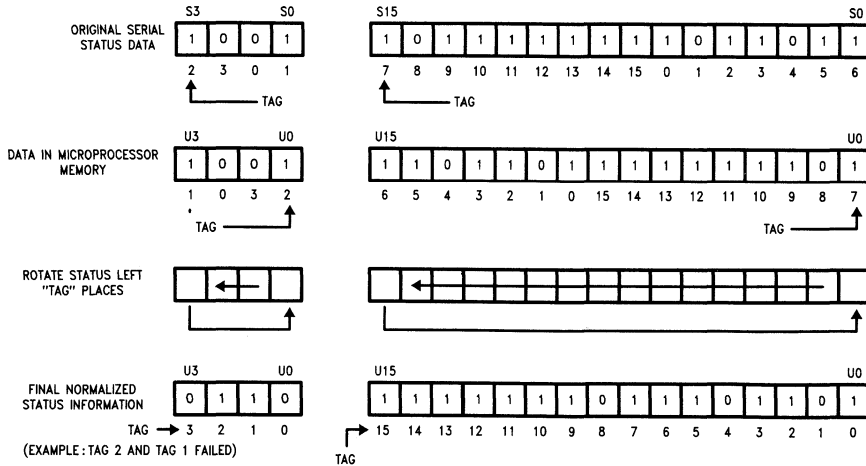 S3 S0 S15 S0
ORIGINAL SERIAL
STATUS DATA
1 0 0 1 1 0 1 1 1 1 1 1 1 1 0 1 1 0 1 1
2 3 0 1 7 8 9 10 11 12 13 14 15 0 1 2 3 4 5 6
TAG TAG
U3 U0 U15 U0
DATA IN MICROPROCESSOR
MEMORY
1 0 0 1 1 1 0 1 1 0 1 1 1 1 1 1 1 1 0 1
1 0 3 2 6 5 4 3 2 1 0 15 14 13 12 11 10 9 8 7
TAG TAG
ROTATE STATUS LEFT
"TAG" PLACES
U3 U0 U15 U0
FINAL NORMALIZED
STATUS INFORMATION
0 1 1 0 1 1 1 1 1 1 1 0 1 1 1 0 1 1 0 1
TAG 3 2 1 0 15 14 13 12 11 10 9 8 7 6 5 4 3 2 1 0
(EXAMPLE: TAG 2 AND TAG 1 FAILED)
TAG